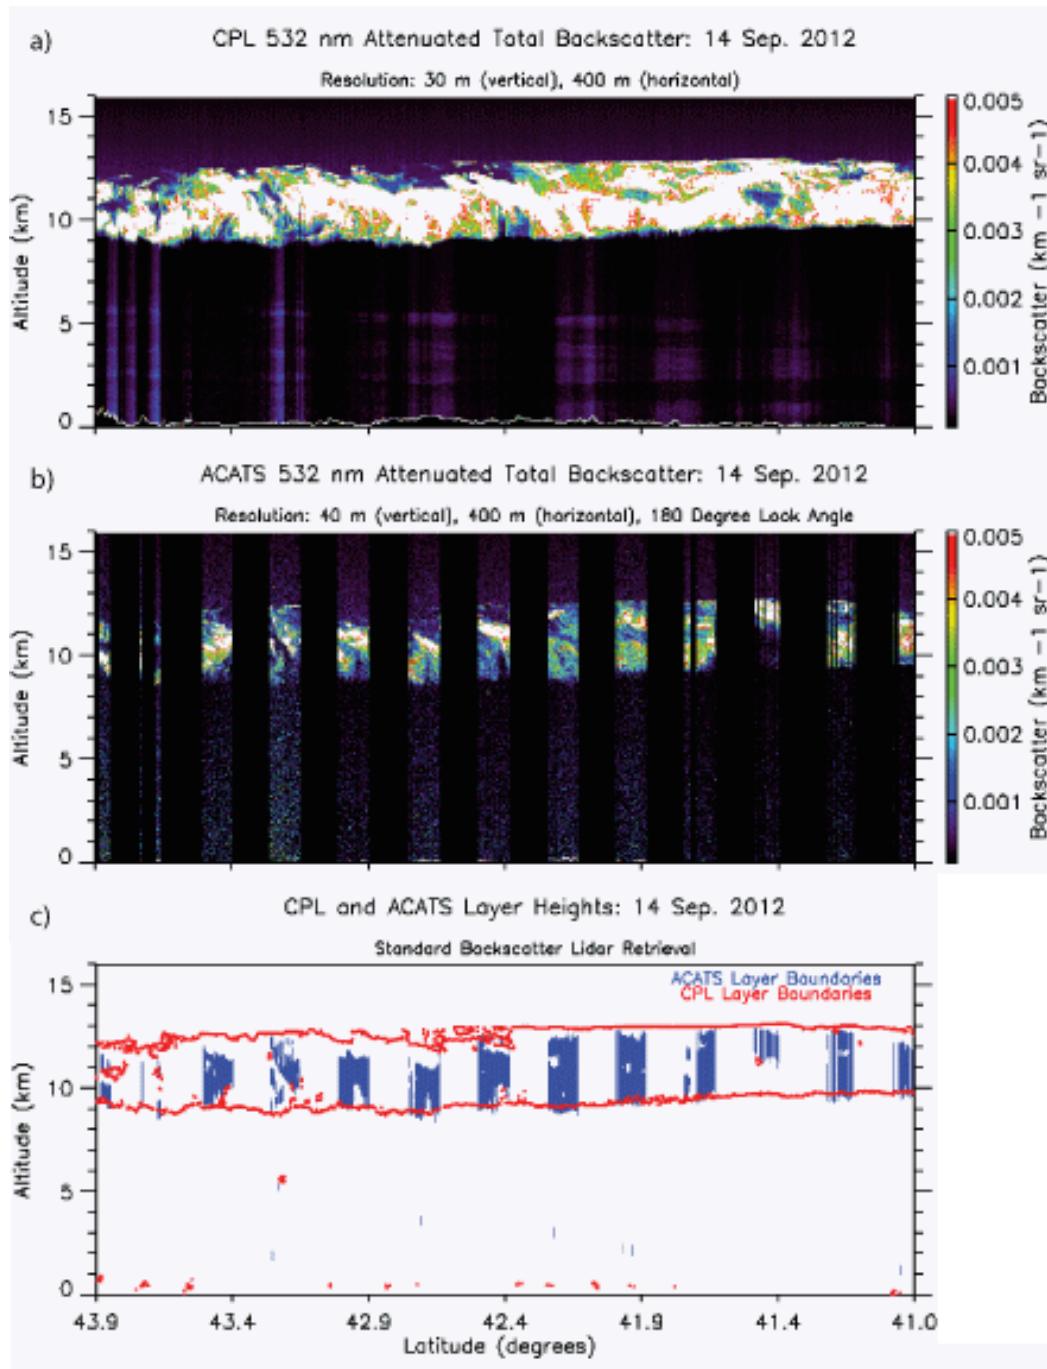 a)
CPL 532 nm Attenuated Total Backscatter: 14 Sep. 2012
Resolution: 30 m (vertical), 400 m (horizontal)
15
10
5
0
Altitude (km)
0.005
0.004
0.003
0.002
0.001
Backscatter (km -1 sr-1)
43.9 
b)
ACATS 532 nm Attenuated Total Backscatter: 14 Sep. 2012
Resolution: 40 m (vertical), 400 m (horizontal), 180 Degree Look Angle
15
10
5
0
Altitude (km)
0.005
0.004
0.003
0.002
0.001
Backscatter (km -1 sr-1)
c)
CPL and ACATS Layer Heights: 14 Sep. 2012
Standard Backscatter Lidar Retrieval
ACATS Layer Boundaries
CPL Layer Boundaries
15
10
5
0
Altitude (km)
43.9 43.4 42.9 42.4 41.9 41.4 41.0
Latitude (degrees)